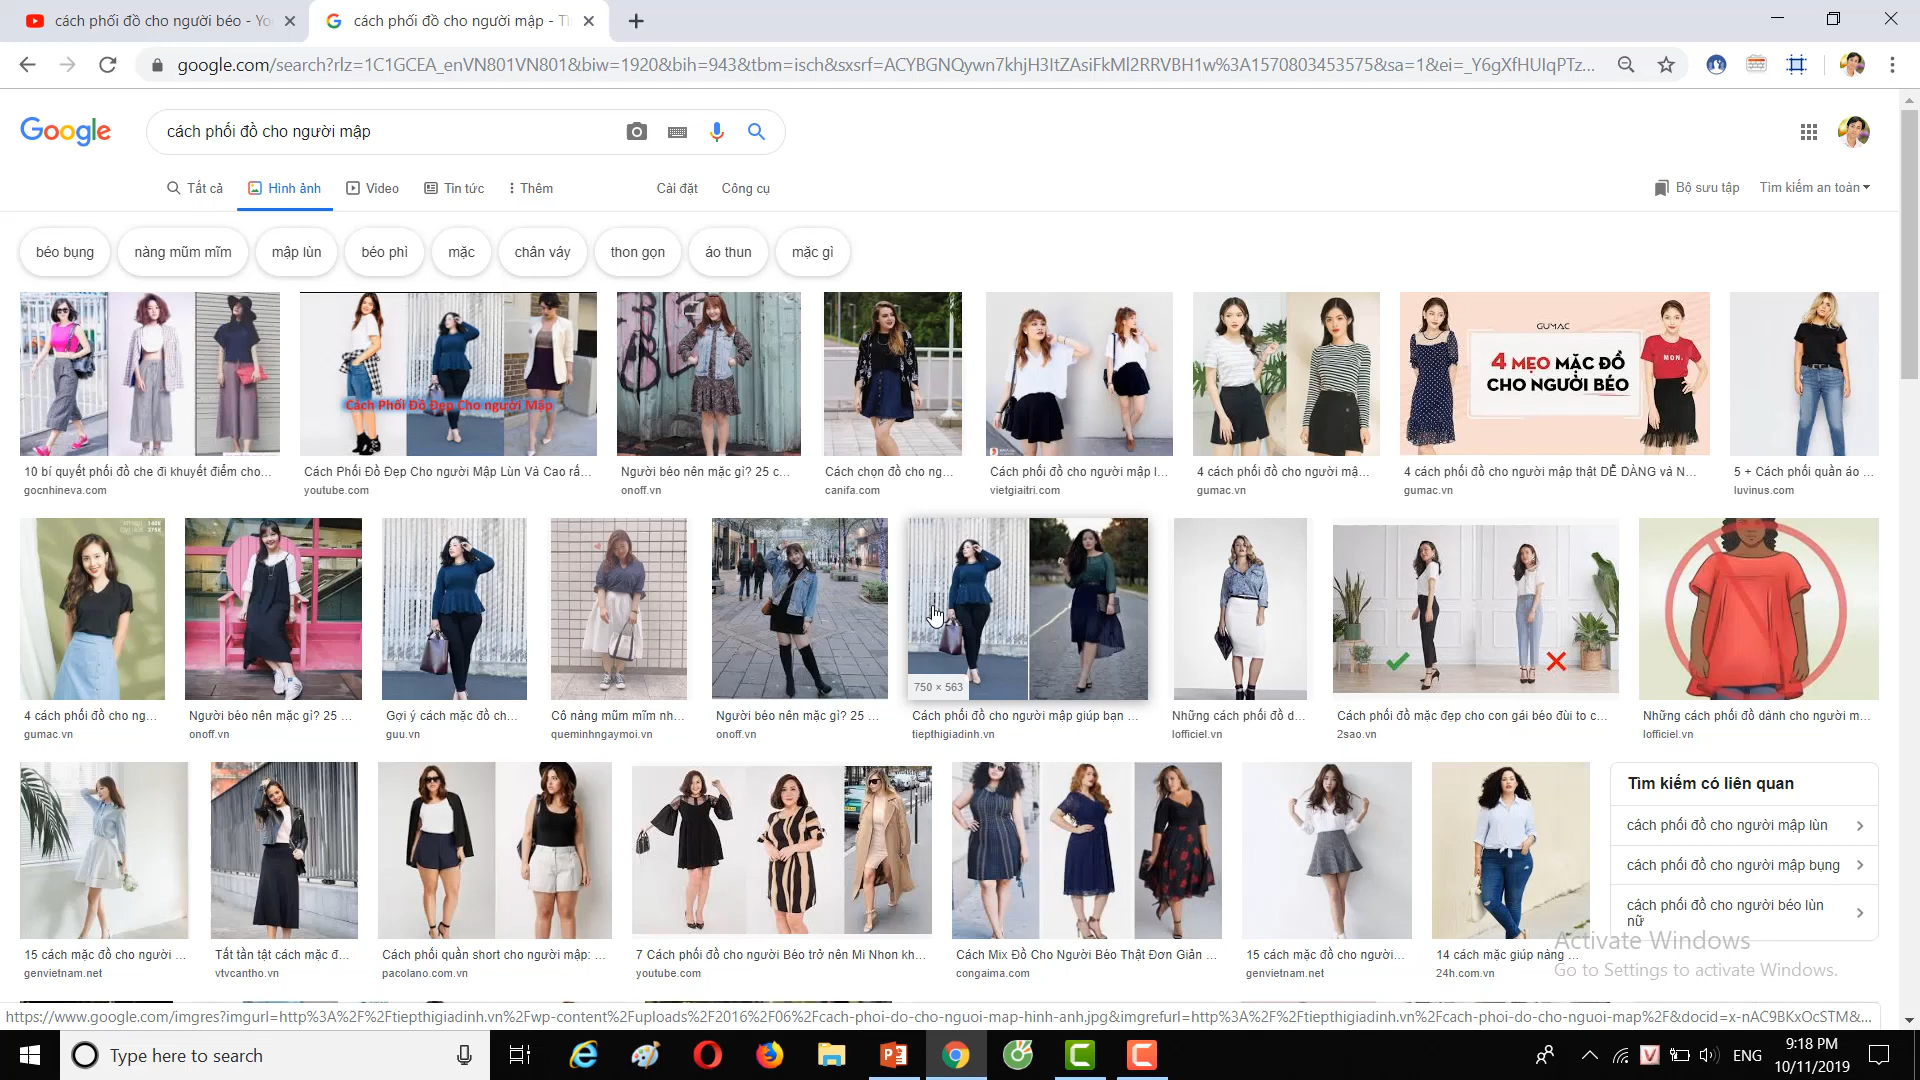 cách phối đồ cho người béo - Yo
cách phối đồ cho người mập - Tì
google.com/search?rlz=1C1GCEA_enVN801VN801&biw=1920&bih=943&tbm=isch&sxsrf=ACYBGNQywn7khjH3ItZAsiFkMl2RRVBH1w%3A1570803453575&sa=1&ei=_Y6gXfHUIqPTz...
Google
cách phối đồ cho người mập
Tất cả
Hình ảnh
Video
Tin tức
Thêm
Cài đặt
Công cụ
Bộ sưu tập
Tìm kiếm an toàn
béo bụng
nàng mũm mĩm
mập lùn
béo phì
mặc
chân váy
thon gọn
áo thun
mặc gì
Cách Phối Đồ Đẹp Cho người Mập
GUMAC
4 MẸO MẶC ĐỒ
CHO NGƯỜI BÉO
MON.
10 bí quyết phối đồ che đi khuyết điểm cho...
gocnhineva.com
Cách Phối Đồ Đẹp Cho người Mập Lùn Và Cao rấ...
youtube.com
Người béo nên mặc gì? 25 c...
onoff.vn
Cách chọn đồ cho ng...
canifa.com
Cách phối đồ cho người mập l...
vietgiaitri.com
4 cách phối đồ cho người mậ...
gumac.vn
4 cách phối đồ cho người mập thật DỄ DÀNG và N...
gumac.vn
5 + Cách phối quần áo ...
luvinus.com
750 × 563
4 cách phối đồ cho ng...
gumac.vn
Người béo nên mặc gì? 25 ...
onoff.vn
Gợi ý cách mặc đồ ch...
guu.vn
Cô nàng mũm mĩm nh...
queminhngaymoi.vn
Người béo nên mặc gì? 25 ...
onoff.vn
Cách phối đồ cho người mập giúp bạn ...
tiepthigiadinh.vn
Những cách phối đồ d...
lofficiel.vn
Cách phối đồ mặc đẹp cho con gái béo đùi to c...
2sao.vn
Những cách phối đồ dành cho người m...
lofficiel.vn
15 cách mặc đồ cho người ...
genvietnam.net
Tất tần tật cách mặc đ...
vtvcantho.vn
Cách phối quần short cho người mập: ...
pacolano.com.vn
7 Cách phối đồ cho người Béo trở nên Mi Nhon kh...
youtube.com
Cách Mix Đồ Cho Người Béo Thật Đơn Giản ...
congaima.com
15 cách mặc đồ cho người...
genvietnam.net
14 cách mặc giúp nàng ...
24h.com.vn
Tìm kiếm có liên quan
cách phối đồ cho người mập lùn
cách phối đồ cho người mập bụng
cách phối đồ cho người béo lùn
nữ
Activate Windows
Go to Settings to activate Windows.
https://www.google.com/imgres?imgurl=http%3A%2F%2Ftiepthigiadinh.vn%2Fwp-content%2Fuploads%2F2016%2F06%2Fcach-phoi-do-cho-nguoi-map-hinh-anh.jpg&imgrefurl=http%3A%2F%2Ftiepthigiadinh.vn%2Fcach-phoi-do-cho-nguoi-map%2F&docid=x-nAC9BKxOcSTM&...
Type here to search
ENG
9:18 PM
10/11/2019